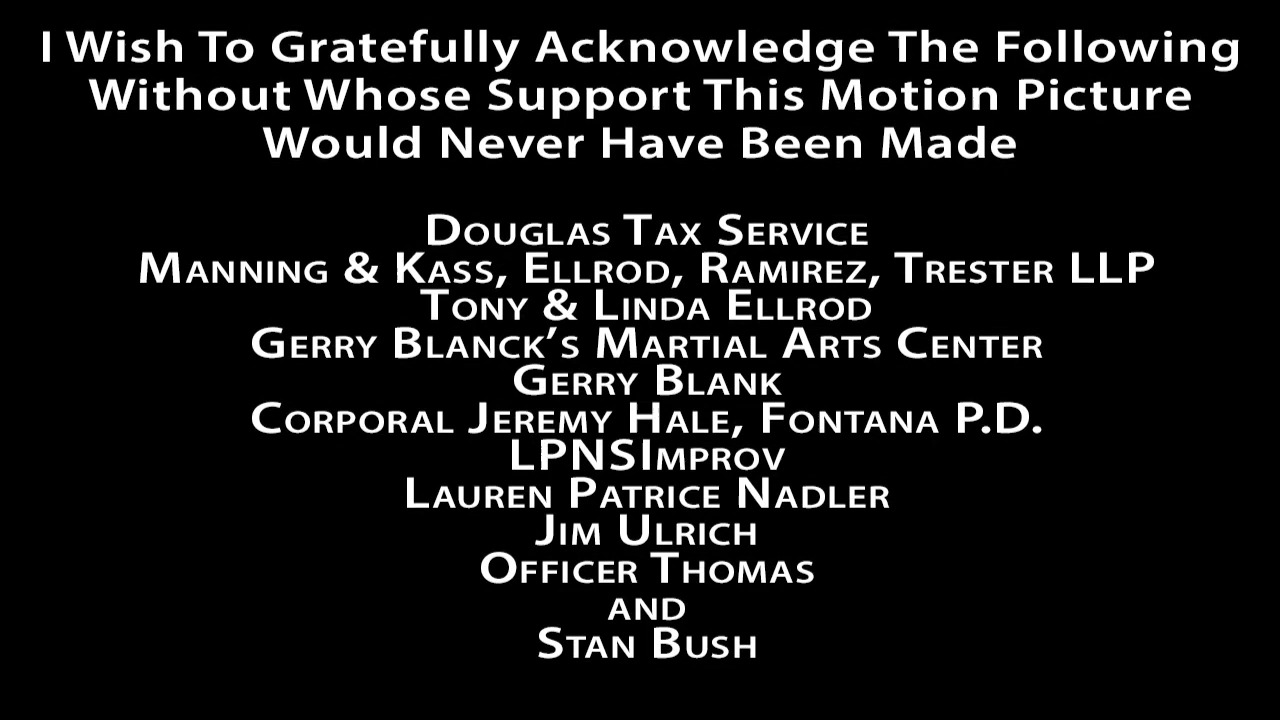 I Wish To Gratefully Acknowledge The Following
Without Whose Support This Motion Picture
Would Never Have Been Made
Douglas Tax Service
Manning & Kass, Ellrod, Ramirez, Trester LLP
Tony & Linda Ellrod
Gerry Blanck’s Martial Arts Center
Gerry Blank
Corporal Jeremy Hale, Fontana P.D.
LPNSImprov
Lauren Patrice Nadler
Jim Ulrich
Officer Thomas
and
Stan Bush